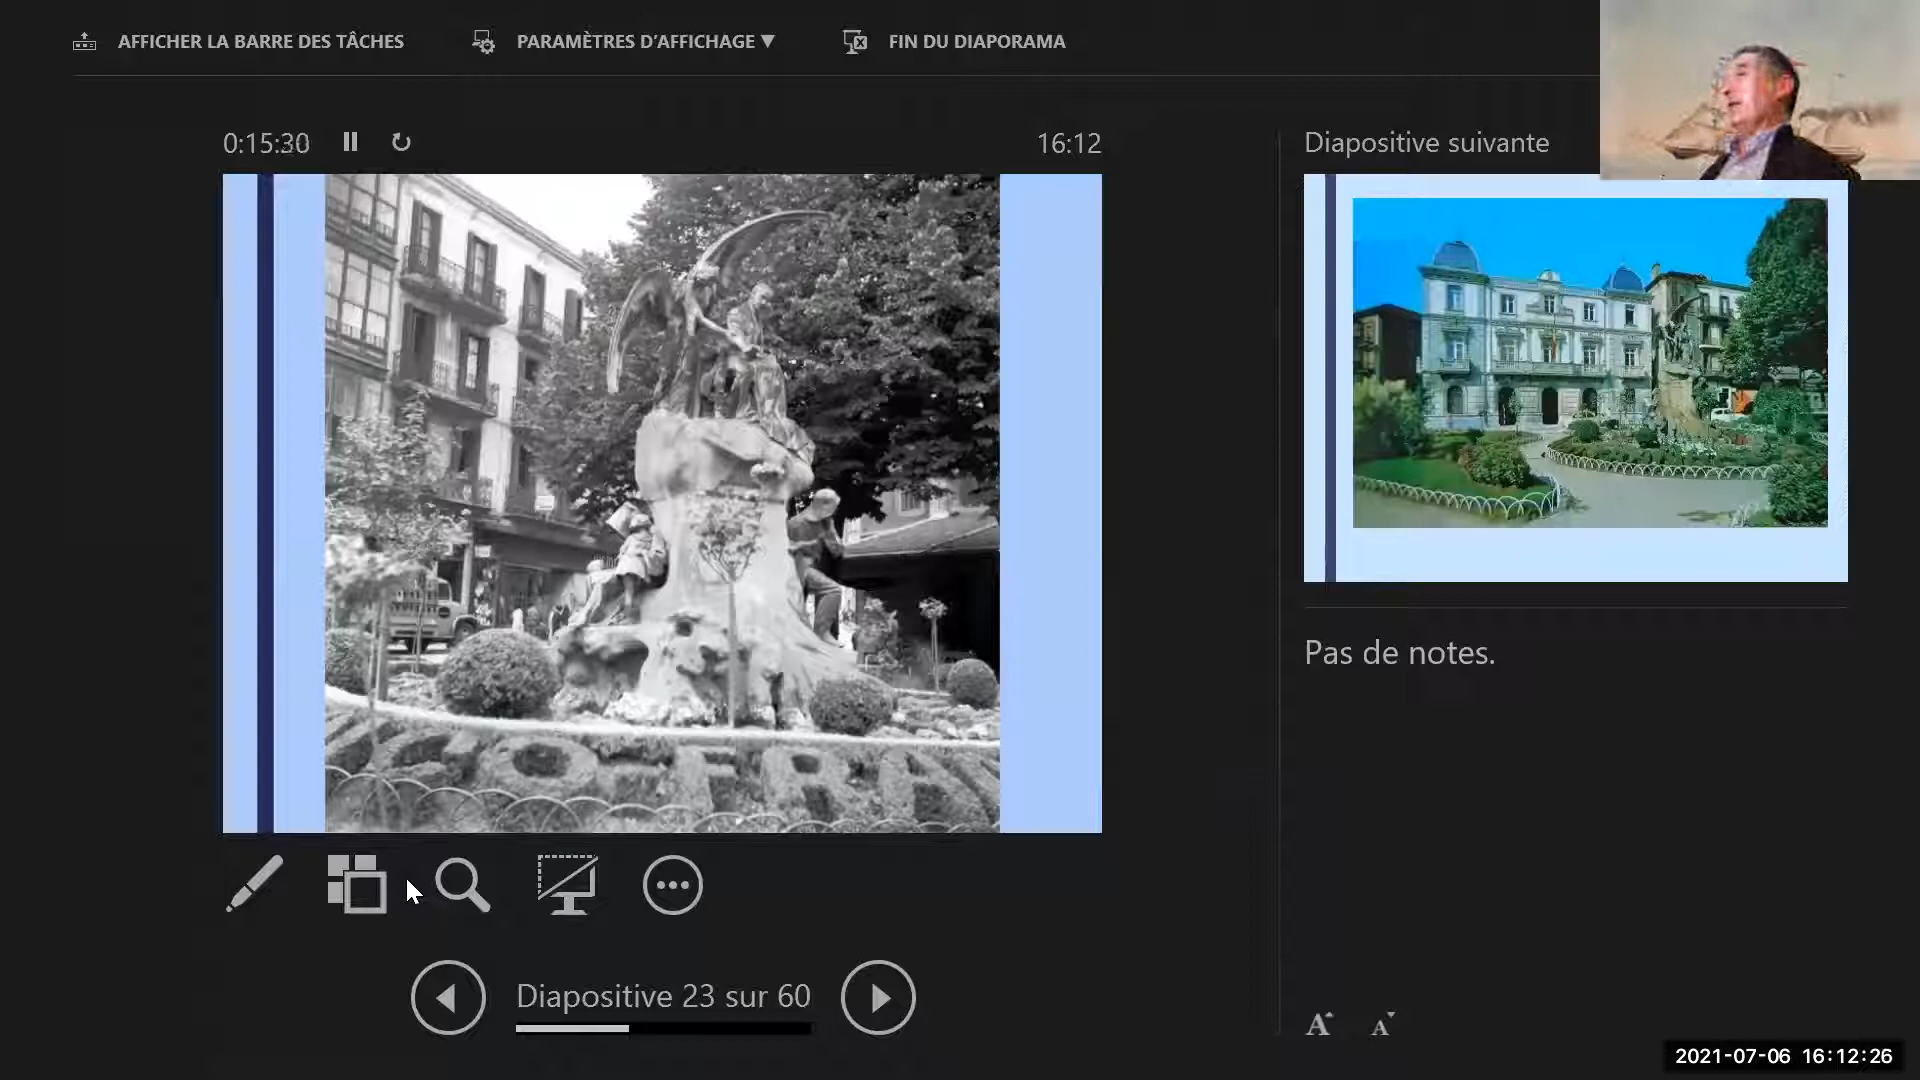 AFFICHER LA BARRE DES TÂCHES
PARAMÈTRES D'AFFICHAGE ▼
FIN DU DIAPORAMA
0:15:30
16:12
Diapositive suivante
Pas de notes.
Diapositive 23 sur 60
A A
2021-07-06 16:12:26